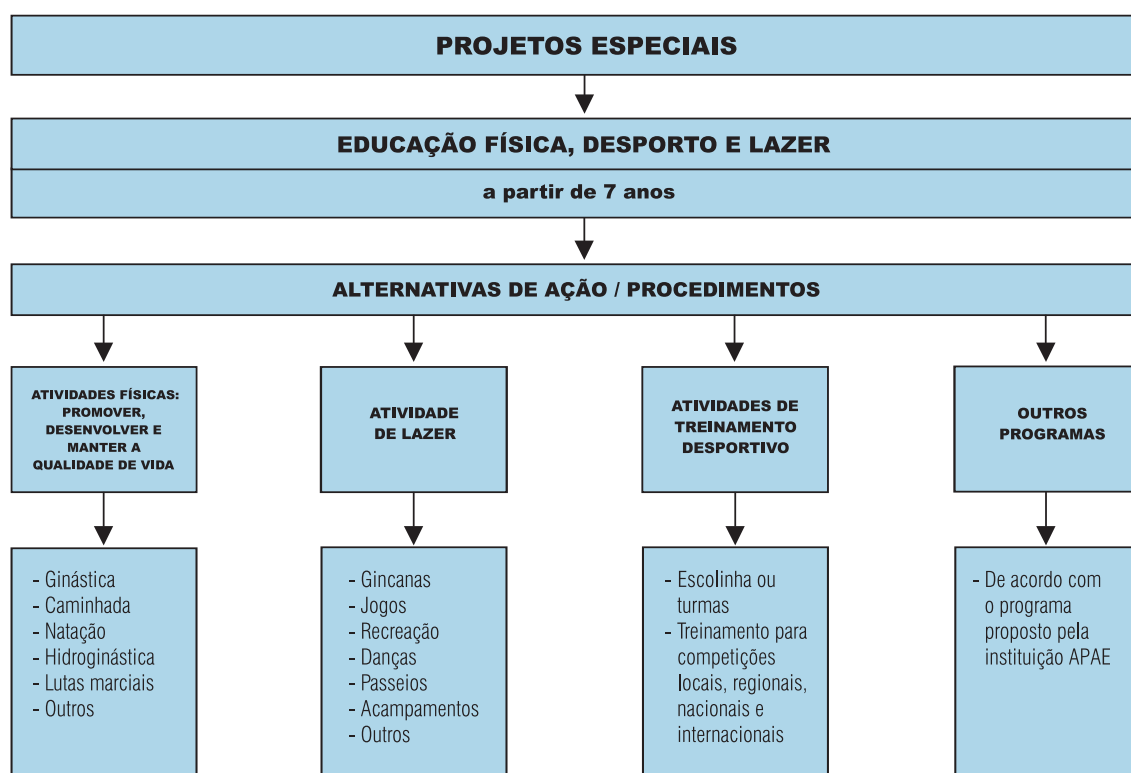 PROJETOS ESPECIAIS
EDUCAÇÃO FÍSICA, DESPORTO E LAZER
a partir de 7 anos
ALTERNATIVAS DE AÇÃO / PROCEDIMENTOS
ATIVIDADES FÍSICAS:
PROMOVER,
DESENVOLVER E
MANTER A
QUALIDADE DE VIDA
ATIVIDADE
DE LAZER
ATIVIDADES DE
TREINAMENTO
DESPORTIVO
OUTROS
PROGRAMAS
- Ginástica
- Caminhada
- Natação
- Hidroginástica
- Lutas marciais
- Outros
- Gincanas
- Jogos
- Recreação
- Danças
- Passeios
- Acampamentos
- Outros
- Escolinha ou
turmas
- Treinamento para
competições
locais, regionais,
nacionais e
internacionais
- De acordo com
o programa
proposto pela
instituição APAE